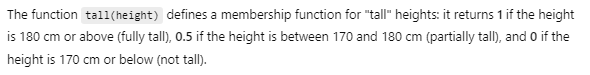 The function tall(height) defines a membership function for "tall" heights: it returns 1 if the height
is 180 cm or above (fully tall), 0.5 if the height is between 170 and 180 cm (partially tall), and 0 if the
height is 170 cm or below (not tall).